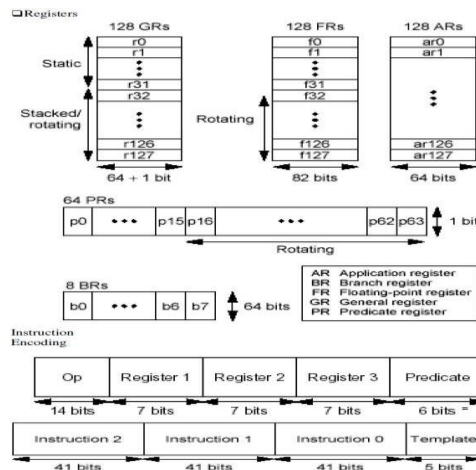 ❑Registers
128 GRs 128 FRs 128 ARs
r0 f0 ar0
r1 f1 ar1
Static
r31 f31
r32 f32
Stacked/
rotating
Rotating
r126 f126 ar126
r127 f127 ar127
64 + 1 bit 82 bits 64 bits
64 PRs
p0 p15 p16 p62 p63 1 bit
Rotating
8 BRs
b0 b6 b7 64 bits
AR Application register
BR Branch register
FR Floating-point register
GR General register
PR Predicate register
Instruction
Encoding
Op Register 1 Register 2 Register 3 Predicate
14 bits 7 bits 7 bits 7 bits 6 bits
Instruction 2 Instruction 1 Instruction 0 Template
41 bits 41 bits 41 bits 5 bits